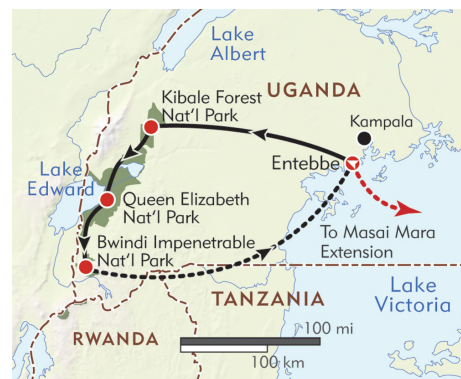 Lake
Albert
UGANDA
Kibale Forest
Nat'l Park
Kampala
Entebbe
Lake
Edward
Queen Elizabeth
Nat'l Park
To Masai Mara
Extension
Bwindi Impenetrable
Nat'l Park
TANZANIA
Lake
Victoria
RWANDA
100 mi
100 km